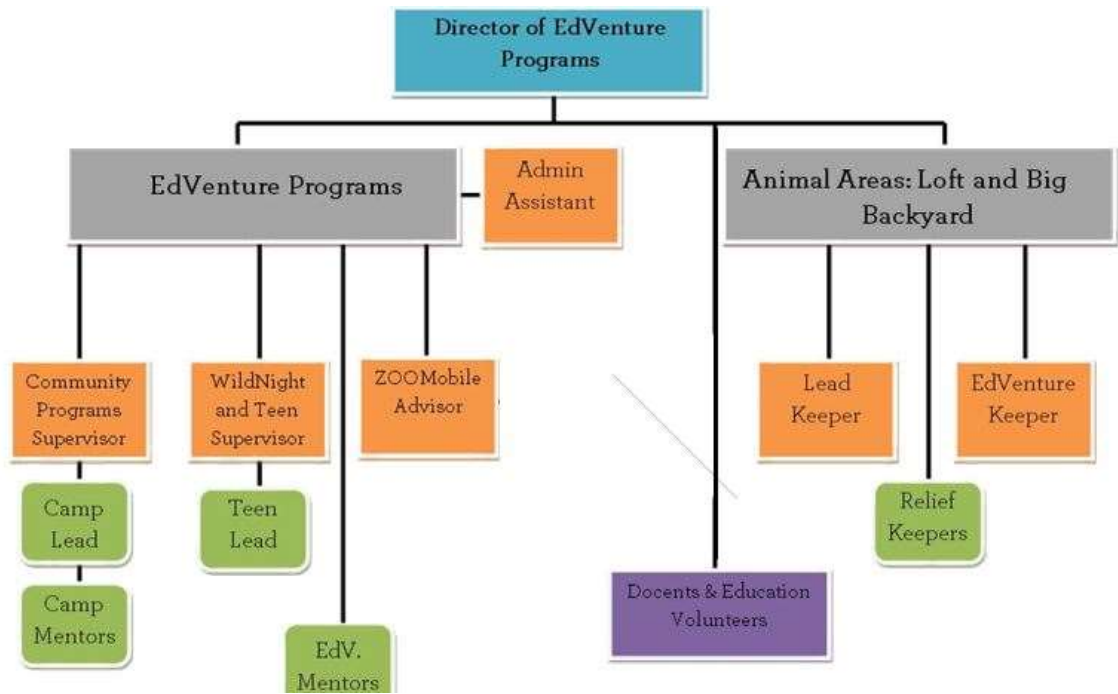 Director of EdVenture
Programs
EdVenture Programs
Admin
Assistant
Animal Areas: Loft and Big
Backyard
Community
Programs
Supervisor
WildNight
and Teen
Supervisor
ZOOMobile
Advisor
Lead
Keeper
EdVenture
Keeper
Camp
Lead
Teen
Lead
Relief
Keepers
Camp
Mentors
Docents & Education
Volunteers
EdV.
Mentors